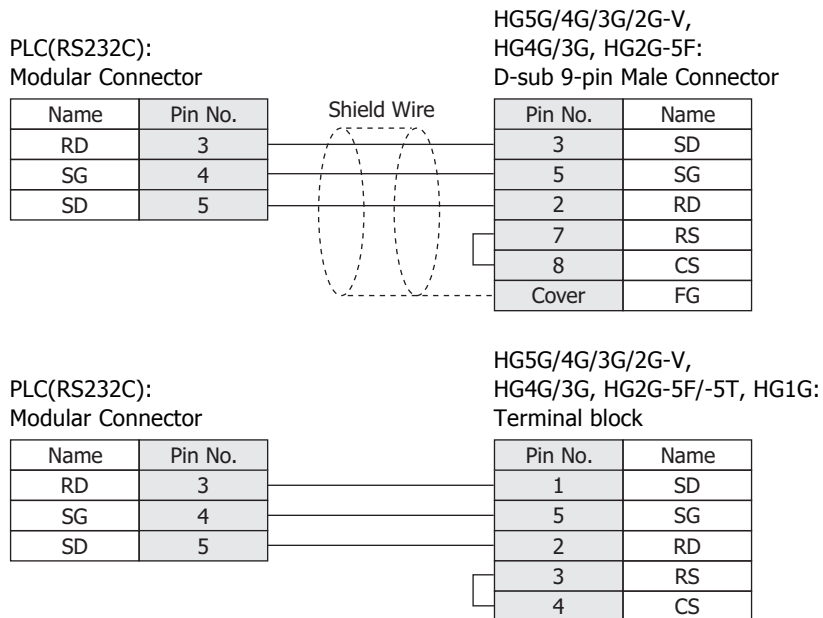 HG5G/4G/3G/2G-V,
PLC(RS232C): HG4G/3G, HG2G-5F:
Modular Connector D-sub 9-pin Male Connector
Name Pin No. Shield Wire Pin No. Name
RD 3 3 SD
SG 4 5 SG
SD 5 2 RD
7 RS
8 CS
Cover FG
HG5G/4G/3G/2G-V,
PLC(RS232C): HG4G/3G, HG2G-5F/-5T, HG1G:
Modular Connector Terminal block
Name Pin No. Pin No. Name
RD 3 1 SD
SG 4 5 SG
SD 5 2 RD
3 RS
4 CS